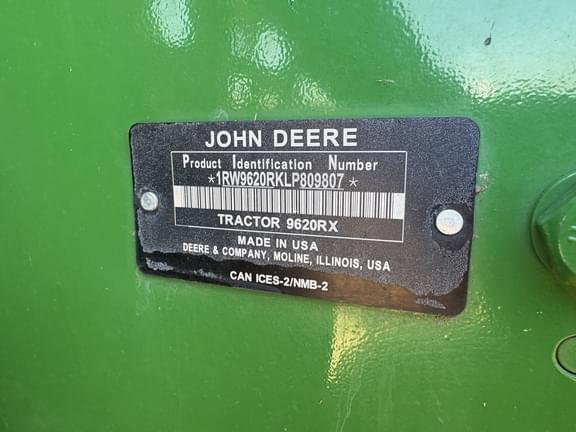 JOHN DEERE
Product Identification Number
*1RW9620RKLP809807*
TRACTOR 9620RX
MADE IN USA
DEERE & COMPANY, MOLINE, ILLINOIS, USA
CAN ICES-2/NMB-2